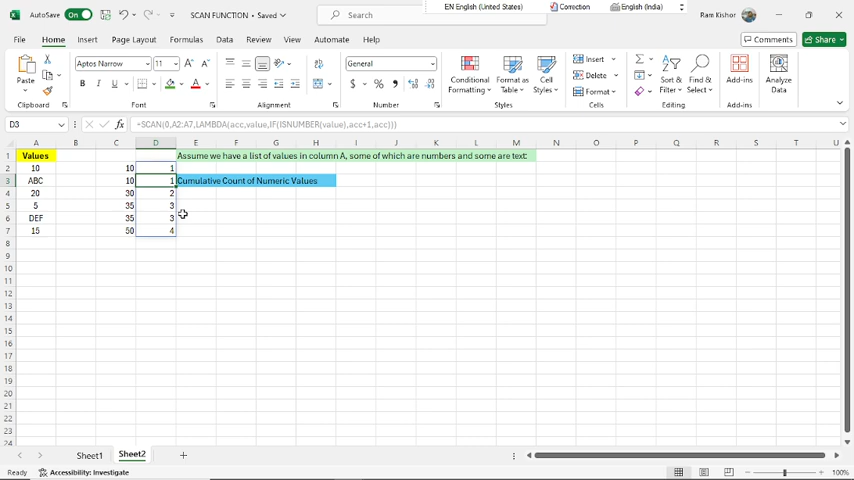 EN English (United States) Correction English (India)
AutoSave On SCAN FUNCTION • Saved Search Ram Kishor
File Home Insert Page Layout Formulas Data Review View Automate Help Comments Share
Paste Aptos Narrow 11 A^ A˅ General Conditional Formatting Format as Table Cell Styles Insert Delete Format Sort & Filter Find & Select Add-ins Analyze Data
Clipboard Font Alignment Number Styles Cells Editing Add-ins
D3 fx =SCAN(0,A2:A7,LAMBDA(acc,value,IF(ISNUMBER(value),acc+1,acc)))
A B C D E F G H I J K L M N O P Q R S T U
1 Values Assume we have a list of values in column A, some of which are numbers and some are text:
2 10 10 1
3 ABC 10 1 Cumulative Count of Numeric Values
4 20 30 2
5 5 35 3
6 DEF 35 3
7 15 50 4
8
9
10
11
12
13
14
15
16
17
18
19
20
21
22
23
24
Sheet1 Sheet2
Ready Accessibility: Investigate 100%